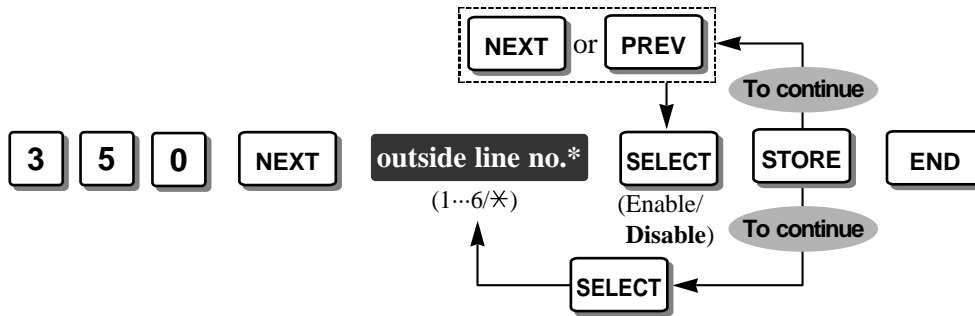 NEXT or PREV
To continue
3 5 0 NEXT outside line no.* SELECT STORE END
(1···6/✳)
(Enable/
Disable)
To continue
SELECT